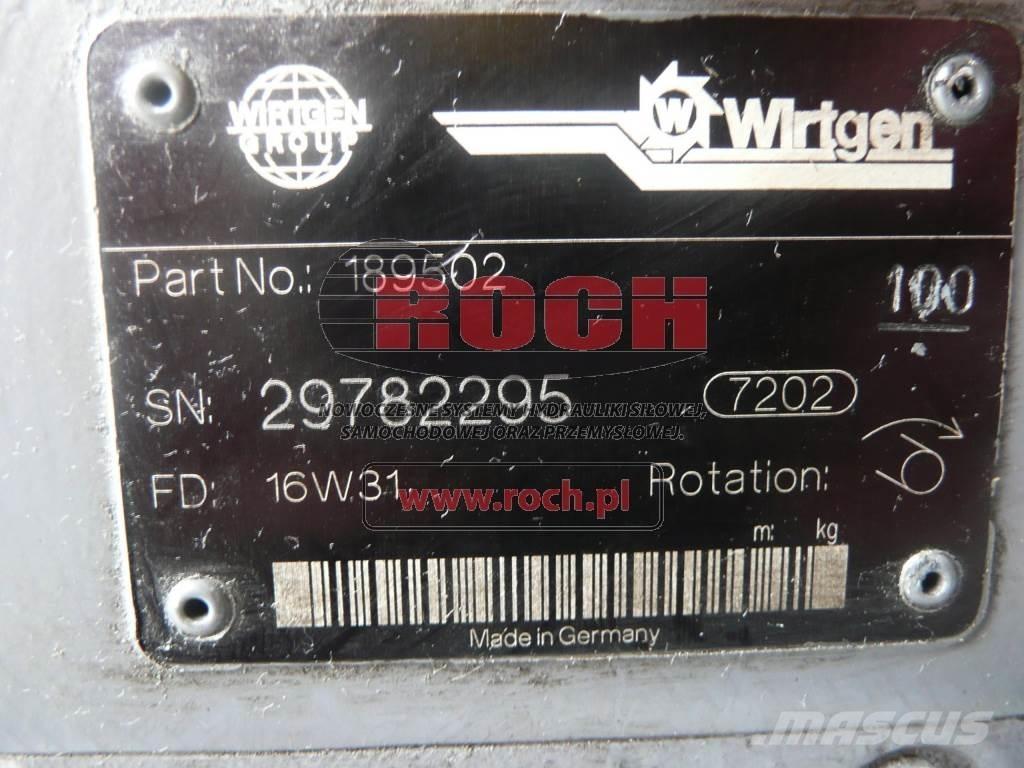 WIRTGEN
GROUP
W Wirtgen
Part No.: 189502
100
ROCH
SN: 29782295
7202
NOWOCZESNE SYSTEMY HYDRAULIKI SIŁOWEJ,
SAMOCHODOWEJ ORAZ PRZEMYSŁOWEJ.
FD: 16W31
Rotation:
www.roch.pl
m: kg
Made in Germany
MASCUS